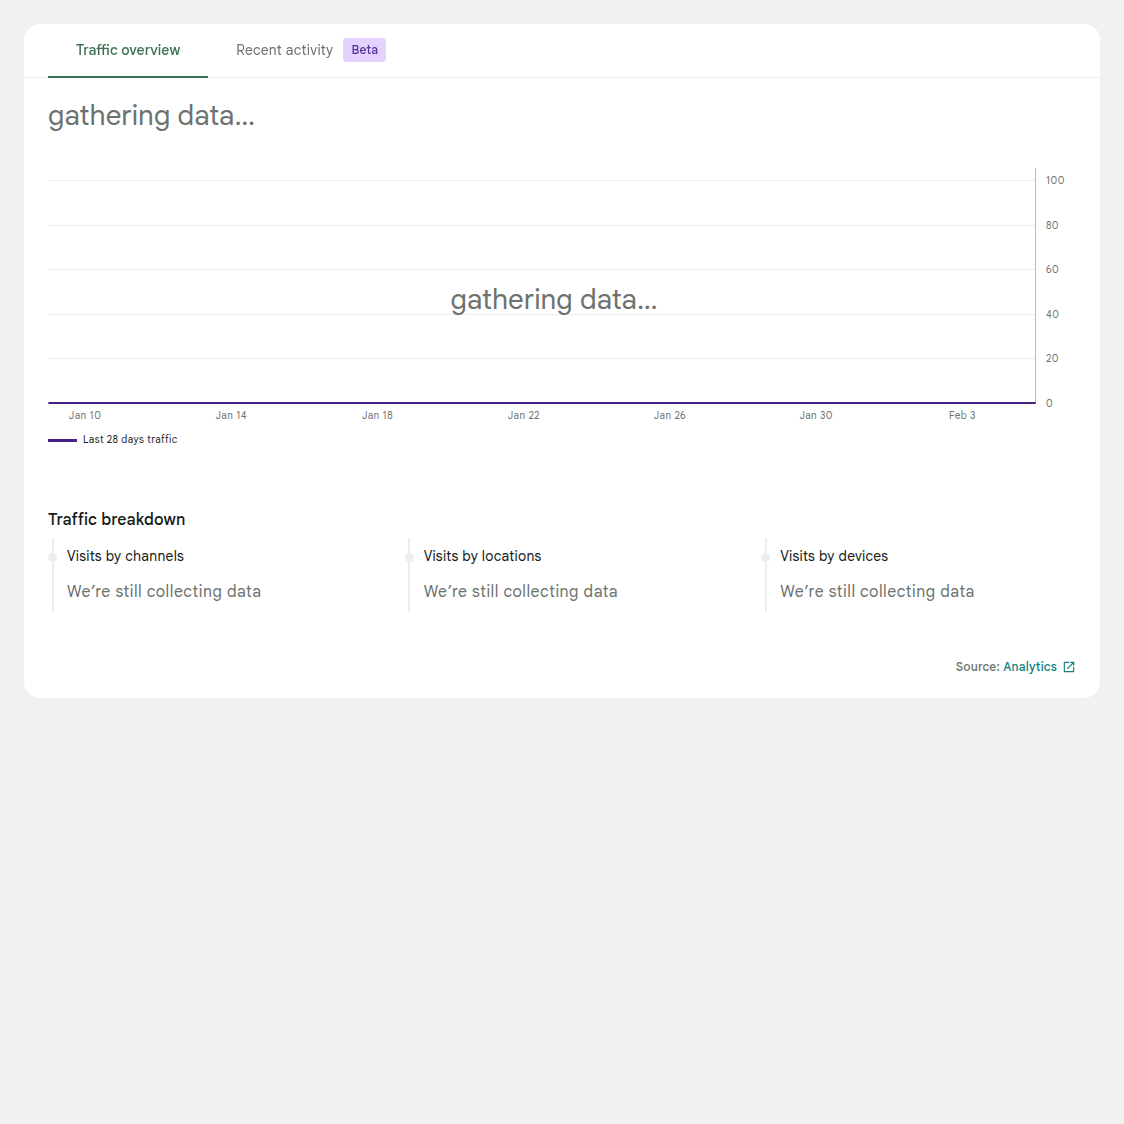 Traffic overview
Recent activity Beta
gathering data...
100
80
60
gathering data...
40
20
0
Jan 10 Jan 14 Jan 18 Jan 22 Jan 26 Jan 30 Feb 3
Last 28 days traffic
Traffic breakdown
Visits by channels
We’re still collecting data
Visits by locations
We’re still collecting data
Visits by devices
We’re still collecting data
Source: Analytics